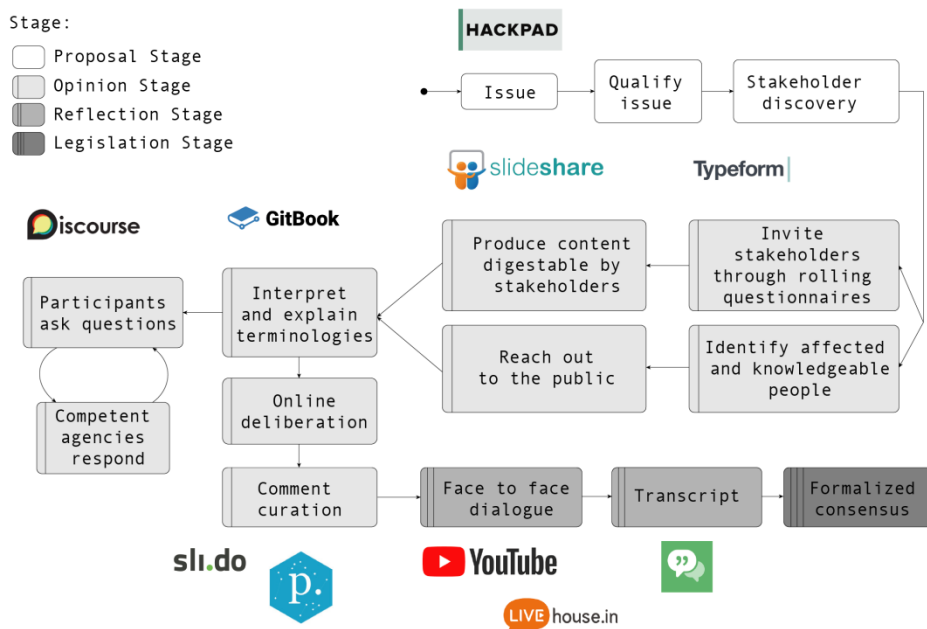 Stage:
Proposal Stage
Opinion Stage
Reflection Stage
Legislation Stage
HACKPAD
Issue
Qualify
issue
Stakeholder
discovery
slideshare
Typeform
Discourse
GitBook
Produce content
digestable by
stakeholders
Invite
stakeholders
through rolling
questionnaires
Participants
ask questions
Interpret
and explain
terminologies
Reach out
to the public
Identify affected
and knowledgeable
people
Competent
agencies
respond
Online
deliberation
Comment
curation
Face to face
dialogue
Transcript
Formalized
consensus
sli.do
p.
YouTube
LIVE house.in